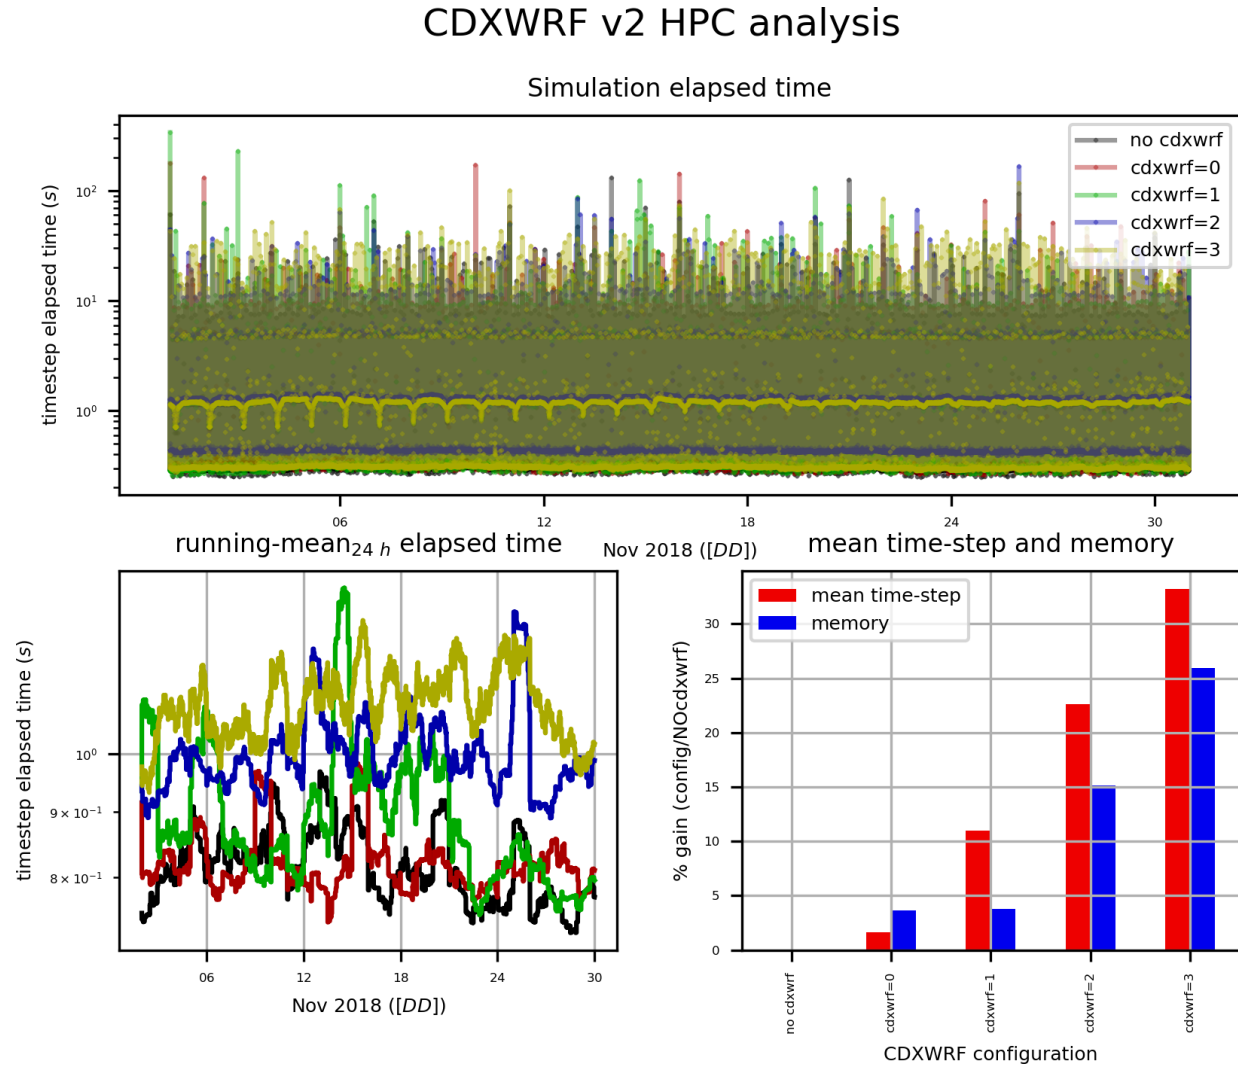 CDXWRF v2 HPC analysis
Simulation elapsed time
timestep elapsed time (s)
10²
10¹
10⁰
no cdxwrf
cdxwrf=0
cdxwrf=1
cdxwrf=2
cdxwrf=3
06 12 18 24 30
Nov 2018 ([DD])
running-mean₂₄ ₕ elapsed time
timestep elapsed time (s)
10⁰
9 × 10⁻¹
8 × 10⁻¹
06 12 18 24 30
Nov 2018 ([DD])
mean time-step and memory
% gain (config/NOcdxwrf)
30
25
20
15
10
5
0
mean time-step
memory
no cdxwrf
cdxwrf=0
cdxwrf=1
cdxwrf=2
cdxwrf=3
CDXWRF configuration